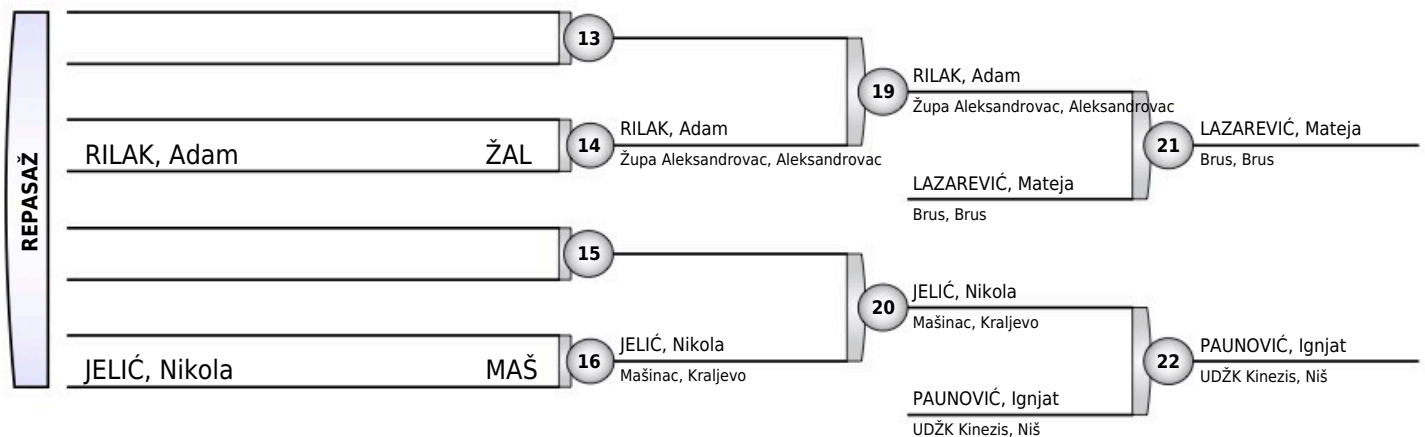 REPASAŽ
13
RILAK, Adam ŽAL
14
RILAK, Adam
Župa Aleksandrovac, Aleksandrovac
19
RILAK, Adam
Župa Aleksandrovac, Aleksandrovac
LAZAREVIĆ, Mateja
Brus, Brus
21
LAZAREVIĆ, Mateja
Brus, Brus
15
JELIĆ, Nikola MAŠ
16
JELIĆ, Nikola
Mašinac, Kraljevo
20
JELIĆ, Nikola
Mašinac, Kraljevo
PAUNOVIĆ, Ignjat
UDŽK Kinezis, Niš
22
PAUNOVIĆ, Ignjat
UDŽK Kinezis, Niš